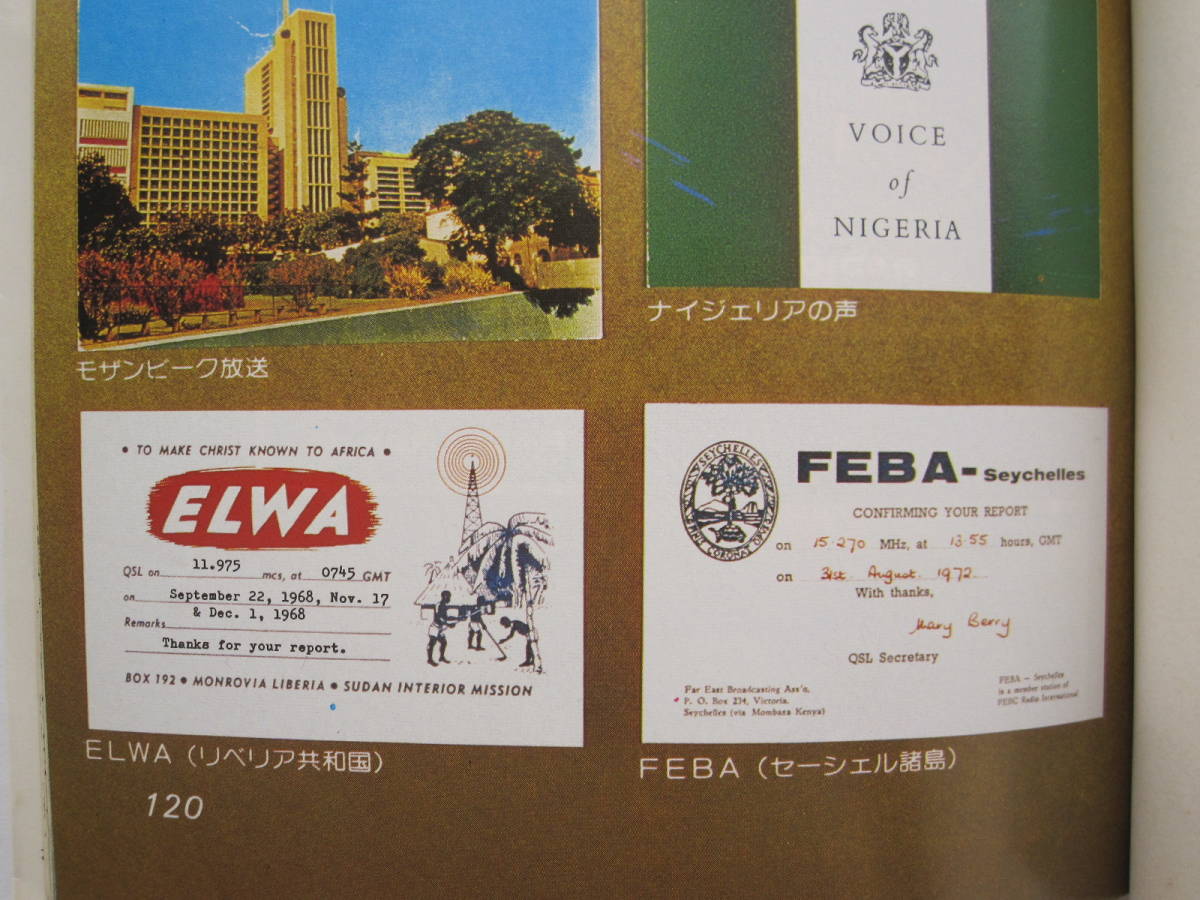 VOICE
of
NIGERIA
モザンビーク放送
ナイジェリアの声
• TO MAKE CHRIST KNOWN TO AFRICA •
ELWA
QSL on 11.975 mcs, at 0745 GMT
on September 22, 1968, Nov. 17
& Dec. 1, 1968
Remarks
Thanks for your report.
BOX 192 • MONROVIA LIBERIA • SUDAN INTERIOR MISSION
ELWA (リベリア共和国)
SEYCHELLES
FINIS CORONAT OPUS
FEBA - Seychelles
CONFIRMING YOUR REPORT
on 15.270 MHz, at 13.55 hours, GMT
on 31st August 1972
With thanks,
Mary Berry
QSL Secretary
Far East Broadcasting Ass'n,
P. O. Box 234, Victoria,
Seychelles (via Mombasa Kenya)
FEBA — Seychelles
is a member station of
FEBC Radio International
FEBA (セーシェル諸島)
120